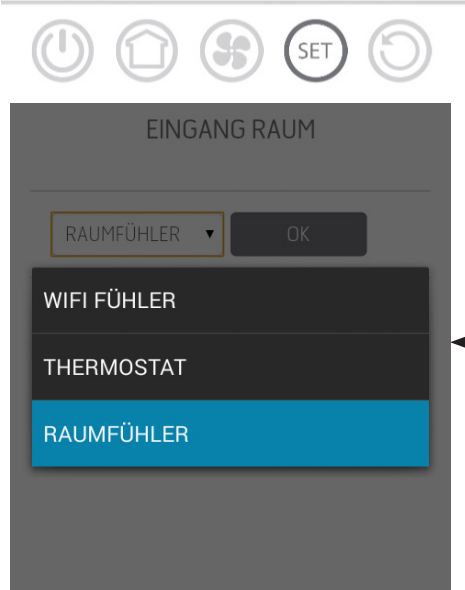 SET
EINGANG RAUM
RAUMFÜHLER OK
WIFI FÜHLER
THERMOSTAT
RAUMFÜHLER